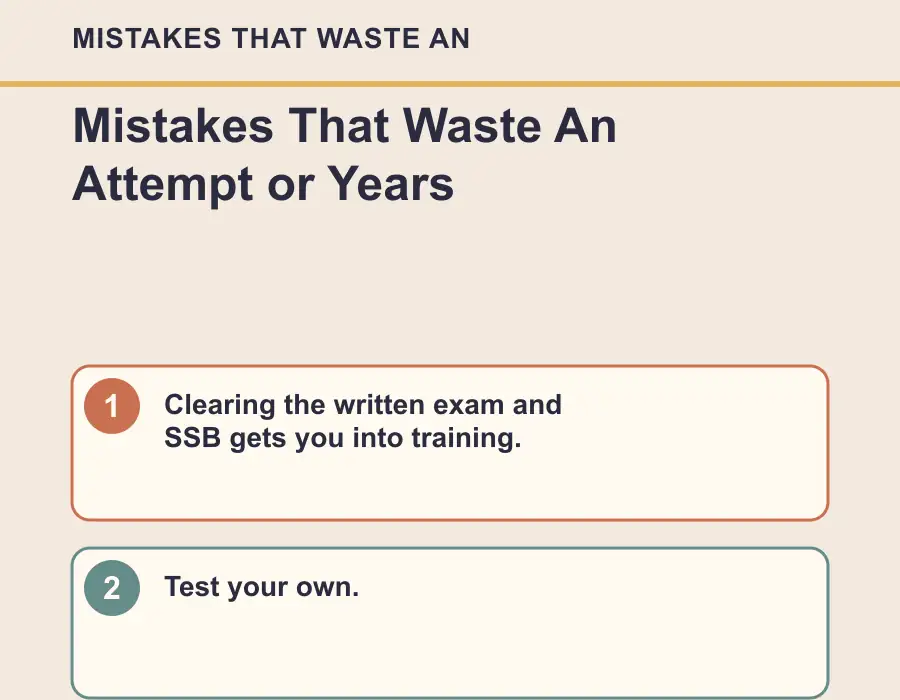 MISTAKES THAT WASTE AN
Mistakes That Waste An
Attempt or Years
1
Clearing the written exam and
SSB gets you into training.
2
Test your own.